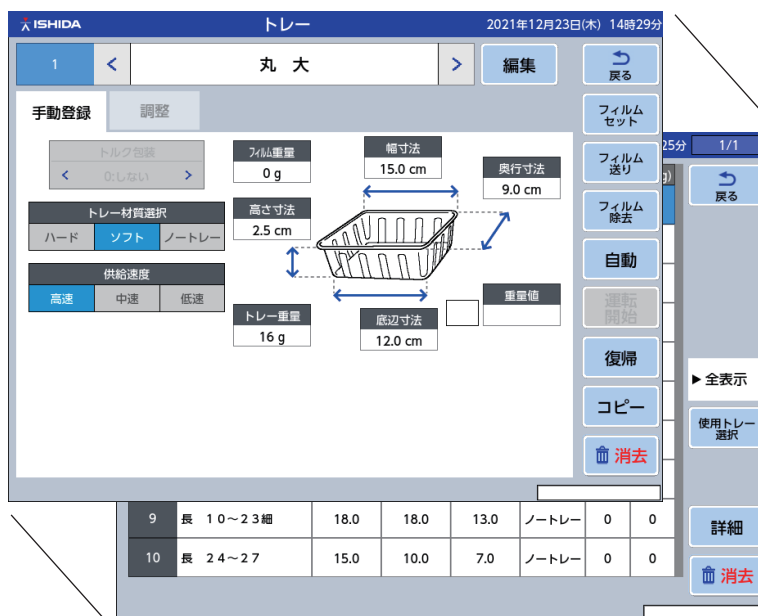 ISHIDA
トレー
2021年12月23日(木) 14時29分
1
<
丸 大
>
編集
戻る
手動登録
調整
フィルム
セット
トルク包装
<
0:しない
>
フィルム重量
0 g
幅寸法
15.0 cm
奥行寸法
9.0 cm
フィルム
送り
トレー材質選択
ハード
ソフト
ノートレー
高さ寸法
2.5 cm
フィルム
除去
供給速度
高速
中速
低速
自動
トレー重量
16 g
底辺寸法
12.0 cm
重量値
運転
開始
復帰
コピー
消去
25分
1/1
g)
戻る
▶ 全表示
使用トレー
選択
9
長 10～23細
18.0
18.0
13.0
ノートレー
0
0
10
長 24～27
15.0
10.0
7.0
ノートレー
0
0
詳細
消去